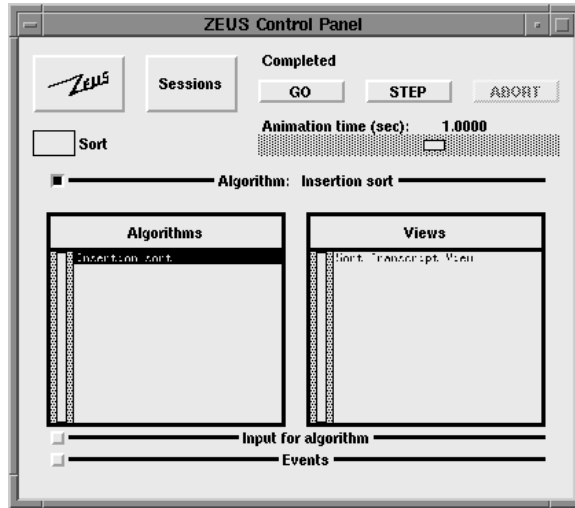 ZEUS Control Panel
Completed
Zeus
Sessions
GO
STEP
ABORT
Animation time (sec): 1.0000
Sort
Algorithm: Insertion sort
Algorithms
Views
Insertion sort
Sort Transcript View
Input for algorithm
Events